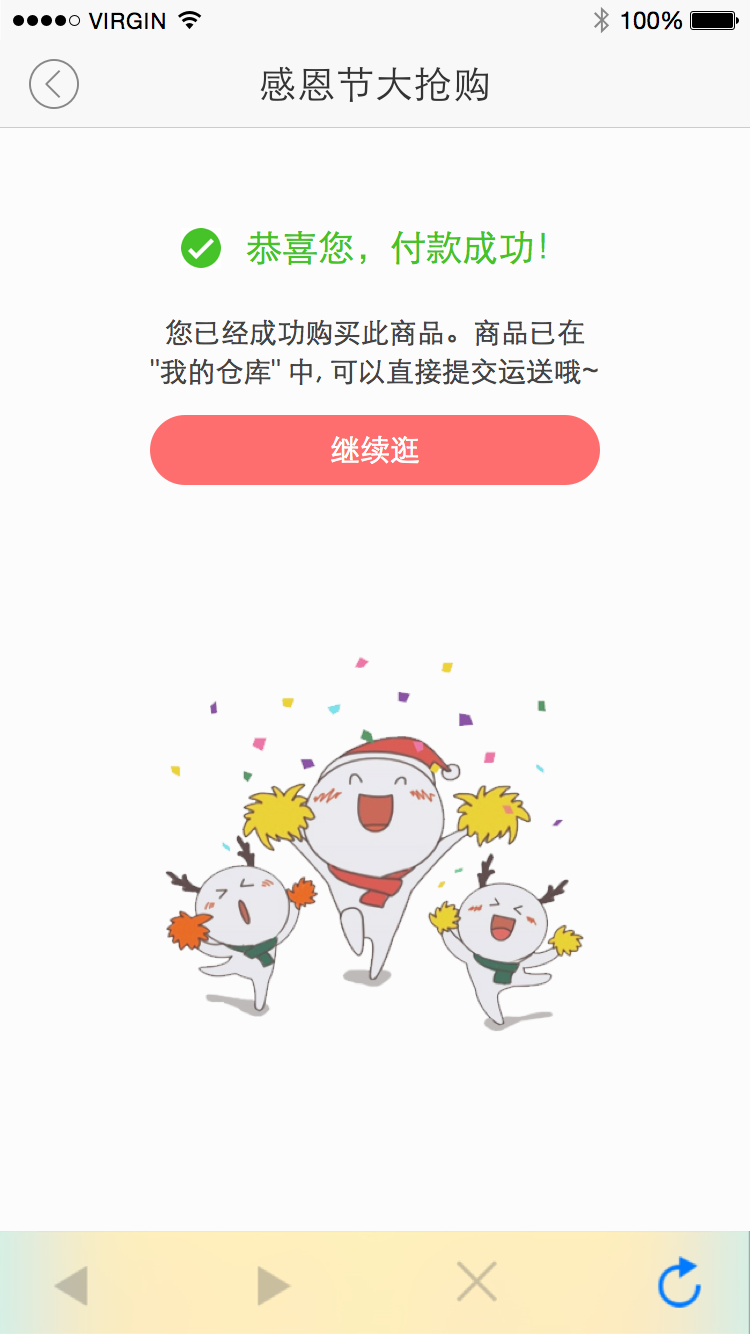 VIRGIN 100%
感恩节大抢购
恭喜您，付款成功！
您已经成功购买此商品。商品已在
"我的仓库" 中, 可以直接提交运送哦~
继续逛